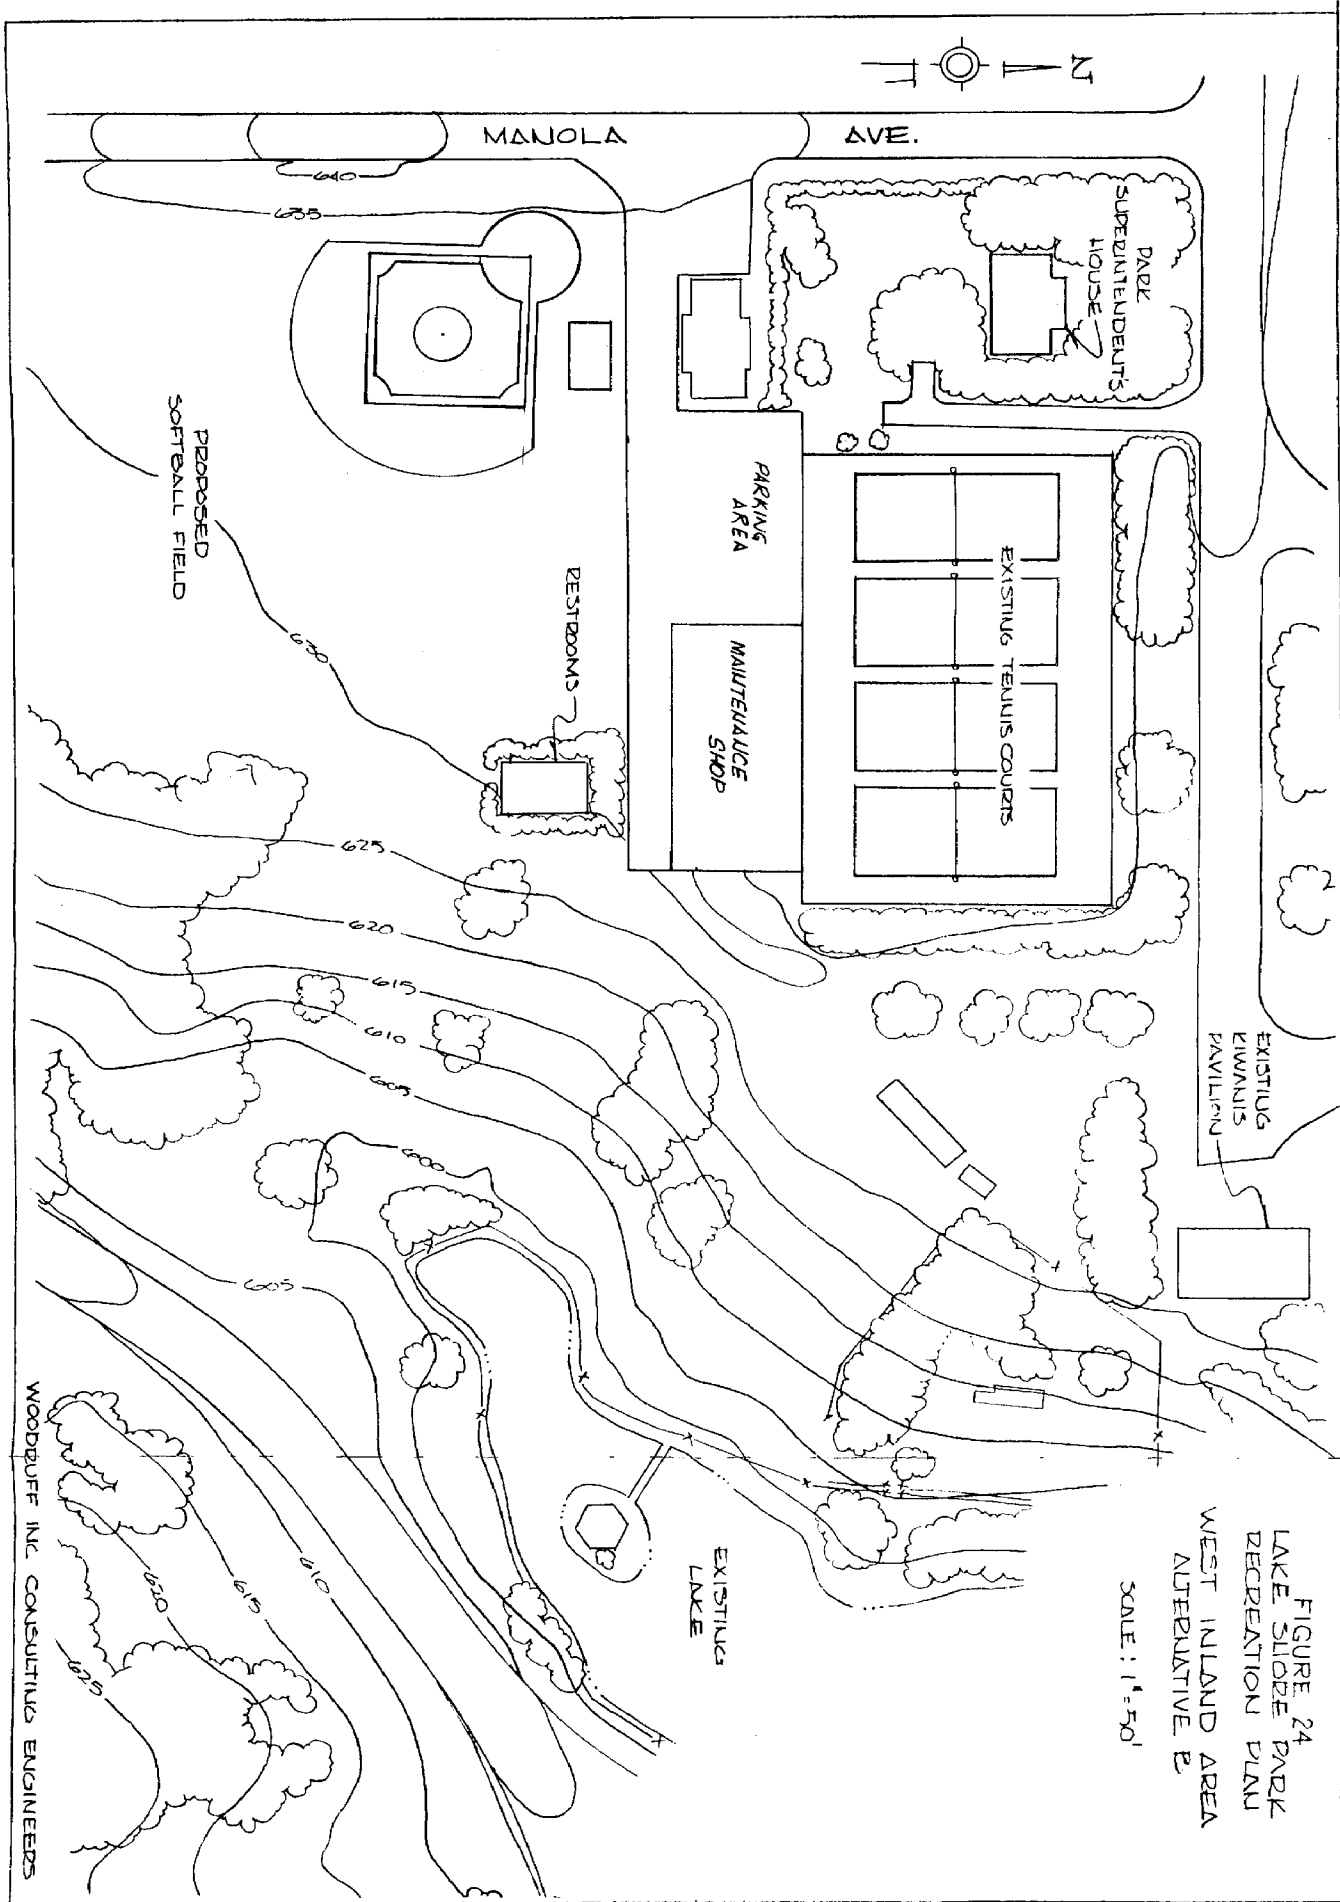 N
MANOLA AVE.
640
635
PARK
SUPERINTENDENT'S
HOUSE
PARKING
AREA
EXISTING TENNIS COURTS
MAINTENANCE
SHOP
PROPOSED
SOFTBALL FIELD
RESTROOMS
630
625
620
615
610
605
600
605
610
615
620
625
EXISTING
KIWANIS
PAVILION
EXISTING
LAKE
FIGURE 24
LAKE SHORE PARK
RECREATION PLAN
WEST INLAND AREA
ALTERNATIVE B
SCALE: 1"=50'
WOODRUFF INC CONSULTING ENGINEERS